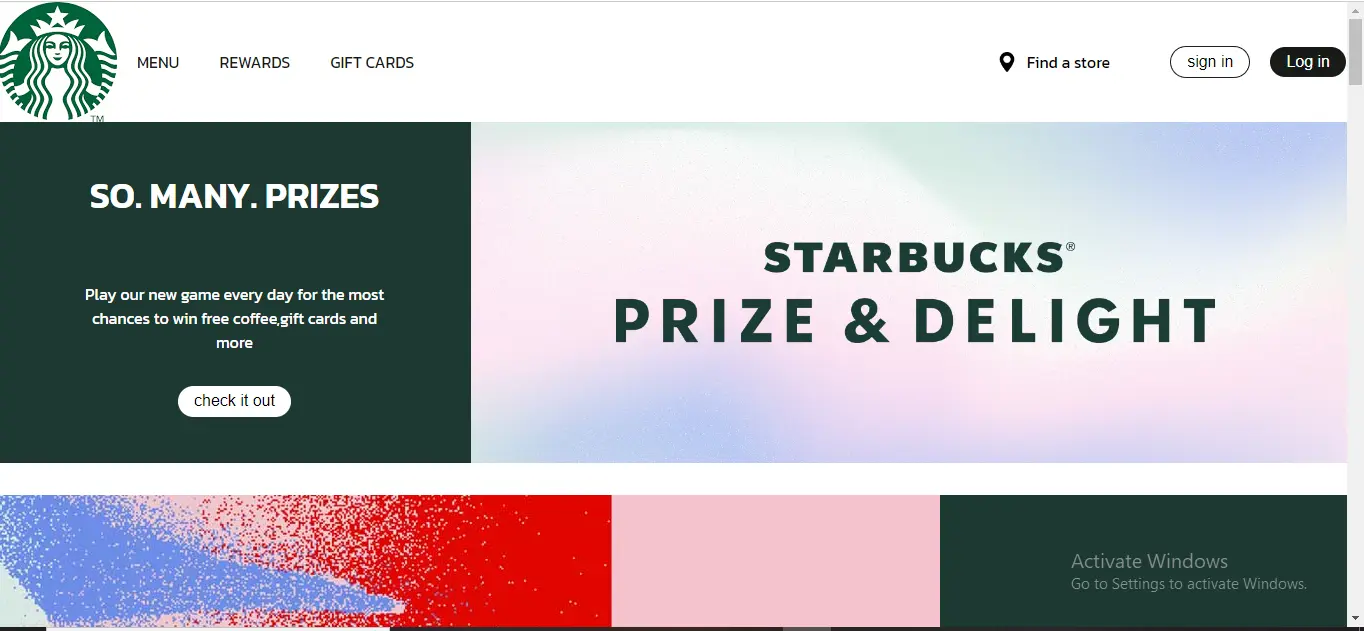 TM
MENU REWARDS GIFT CARDS Find a store sign in Log in
SO. MANY. PRIZES
Play our new game every day for the most
chances to win free coffee,gift cards and
more
check it out
STARBUCKS®
PRIZE & DELIGHT
Activate Windows
Go to Settings to activate Windows.